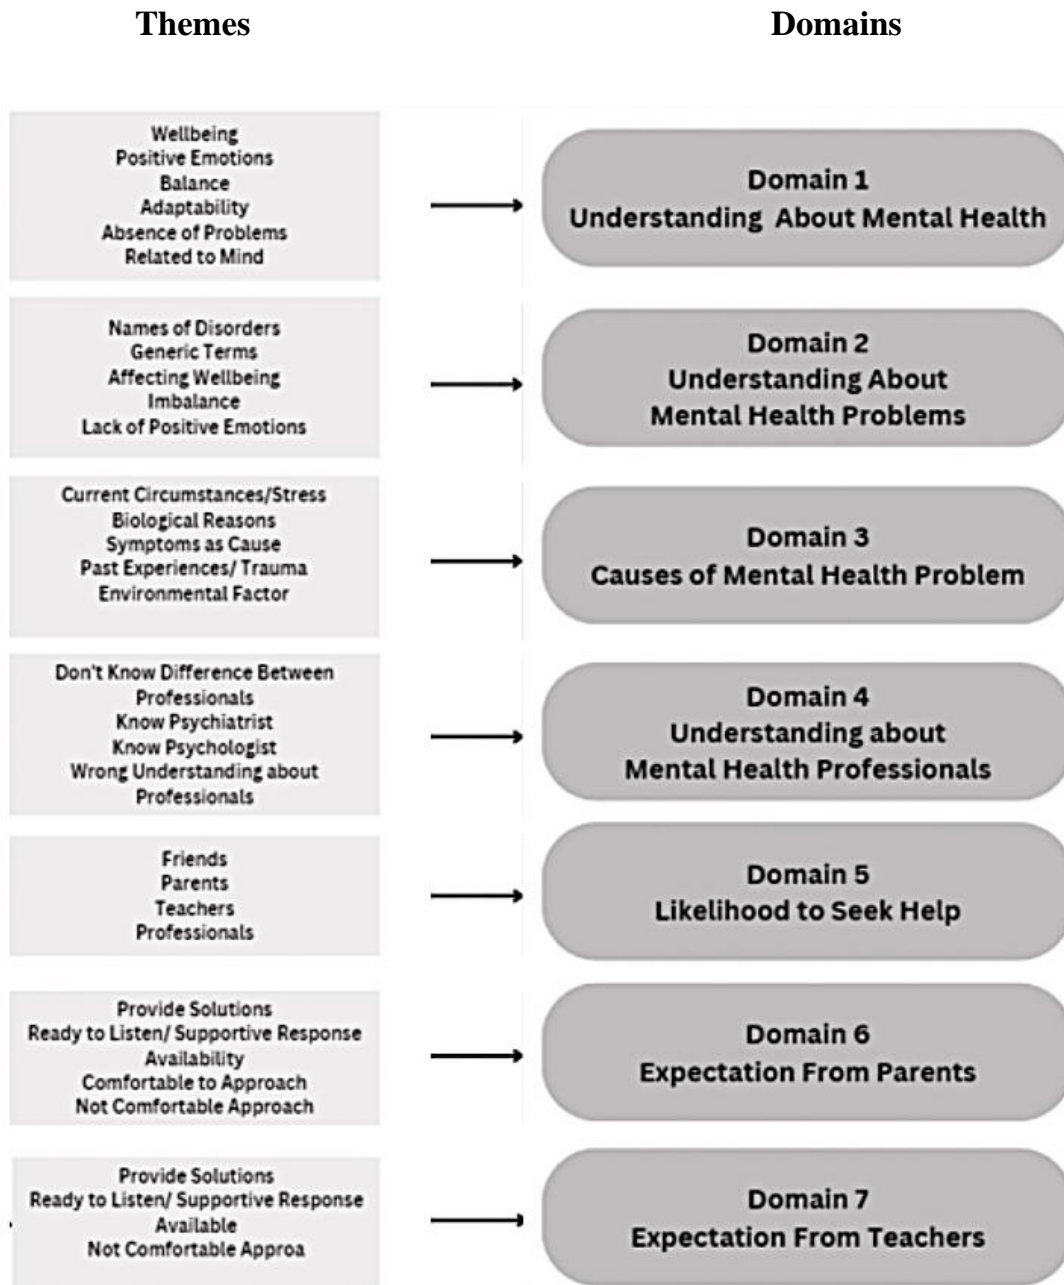 Themes
Domains
Wellbeing
Positive Emotions
Balance
Adaptability
Absence of Problems
Related to Mind
Domain 1
Understanding About Mental Health
Names of Disorders
Generic Terms
Affecting Wellbeing
Imbalance
Lack of Positive Emotions
Domain 2
Understanding About
Mental Health Problems
Current Circumstances/Stress
Biological Reasons
Symptoms as Cause
Past Experiences/ Trauma
Environmental Factor
Domain 3
Causes of Mental Health Problem
Don't Know Difference Between
Professionals
Know Psychiatrist
Know Psychologist
Wrong Understanding about
Professionals
Domain 4
Understanding about
Mental Health Professionals
Friends
Parents
Teachers
Professionals
Domain 5
Likelihood to Seek Help
Provide Solutions
Ready to Listen/ Supportive Response
Availability
Comfortable to Approach
Not Comfortable Approach
Domain 6
Expectation From Parents
Provide Solutions
Ready to Listen/ Supportive Response
Available
Not Comfortable Approa
Domain 7
Expectation From Teachers